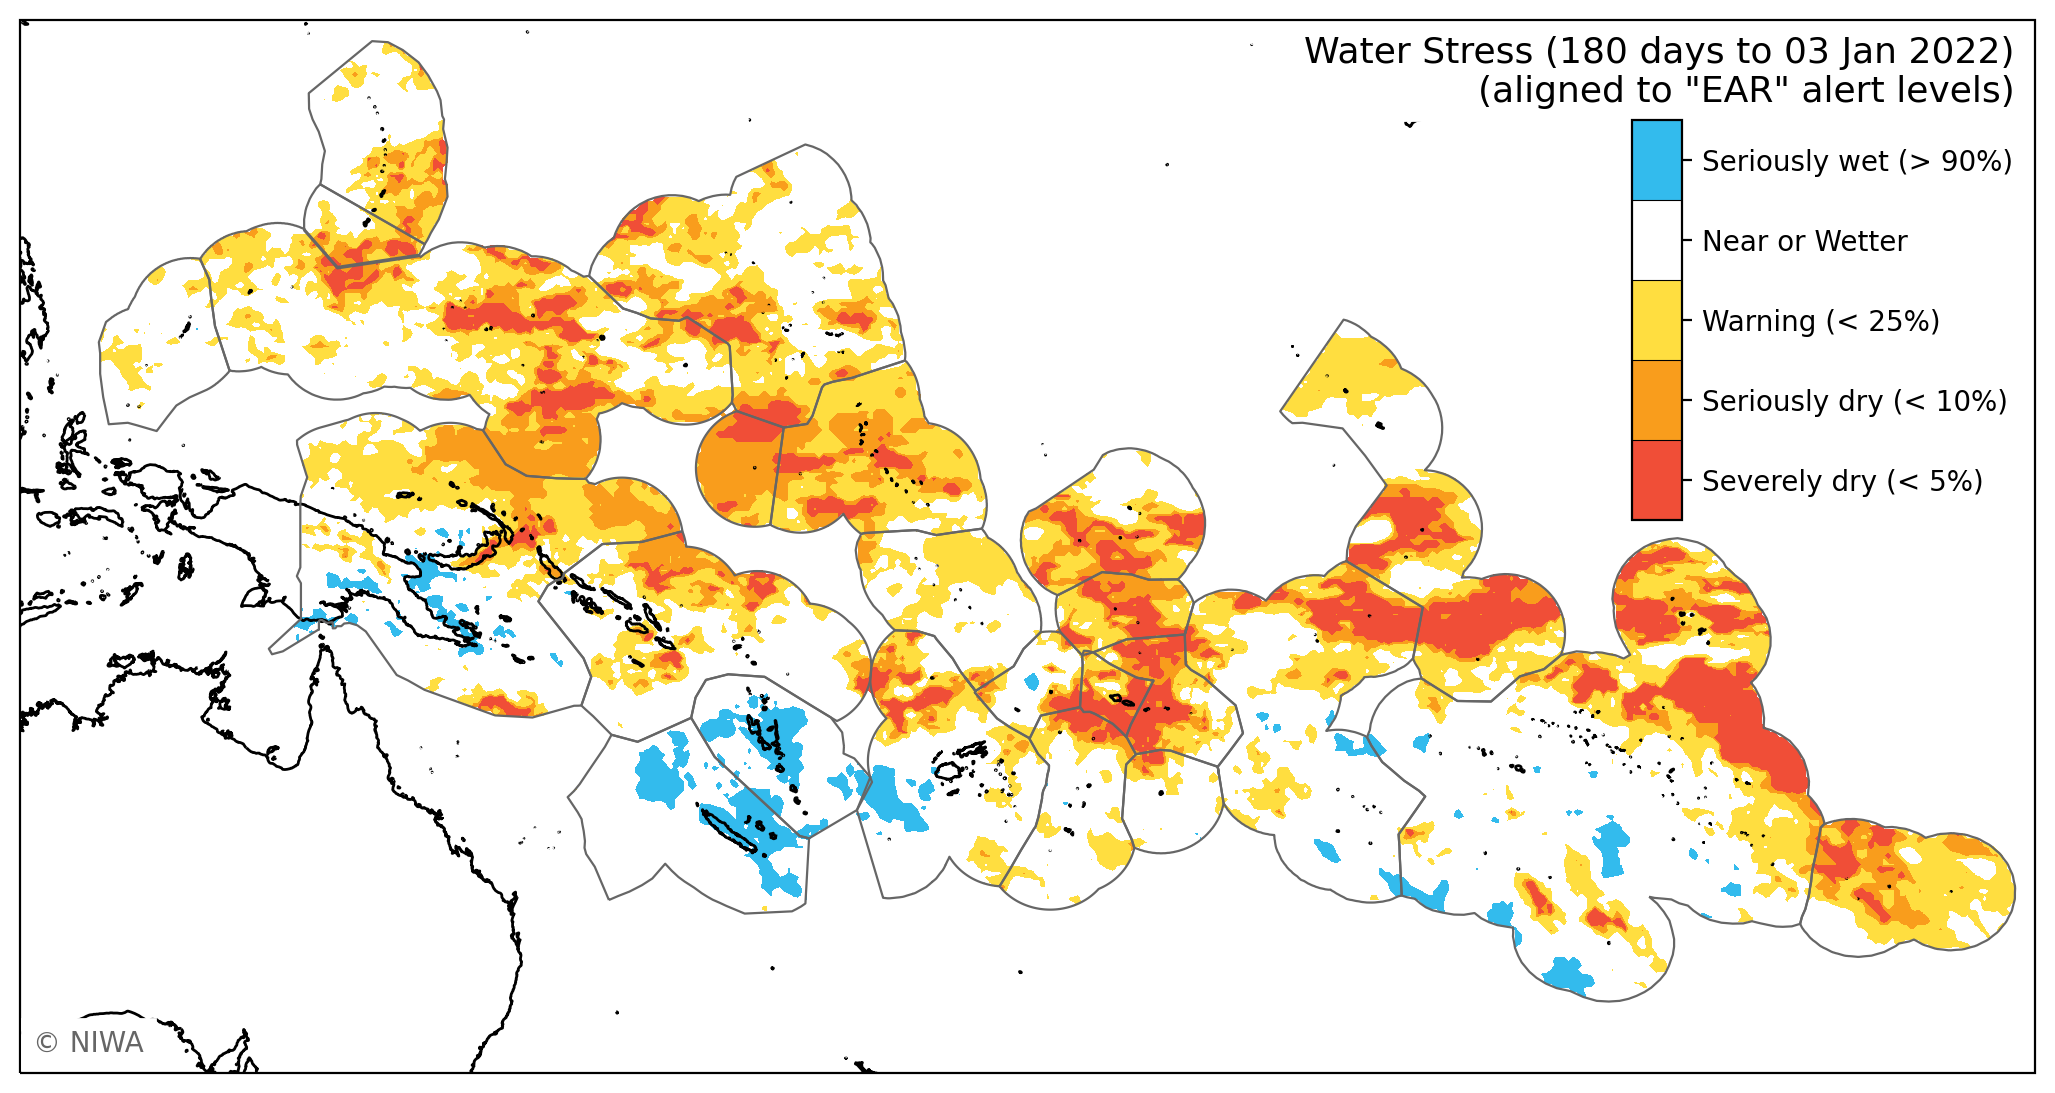 Water Stress (180 days to 03 Jan 2022)
(aligned to "EAR" alert levels)
Seriously wet (> 90%)
Near or Wetter
Warning (< 25%)
Seriously dry (< 10%)
Severely dry (< 5%)
© NIWA